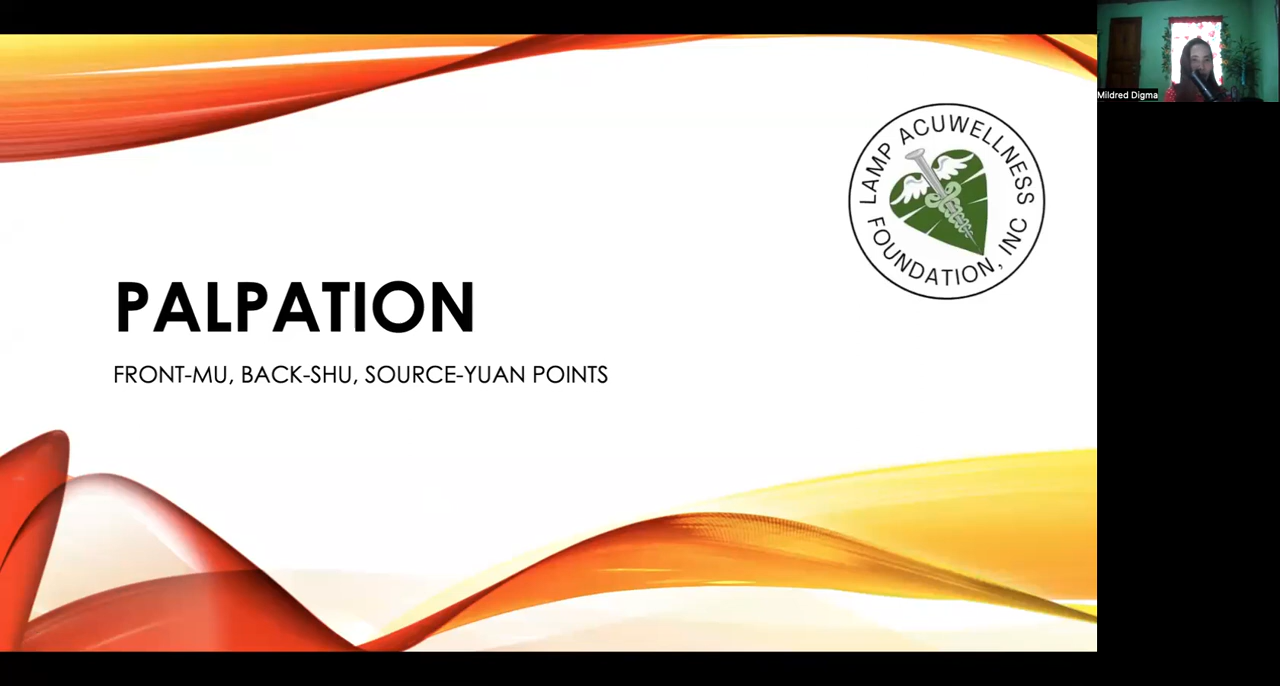 LAMP ACUWELLNESS
FOUNDATION, INC
PALPATION
FRONT-MU, BACK-SHU, SOURCE-YUAN POINTS
Mildred Digma